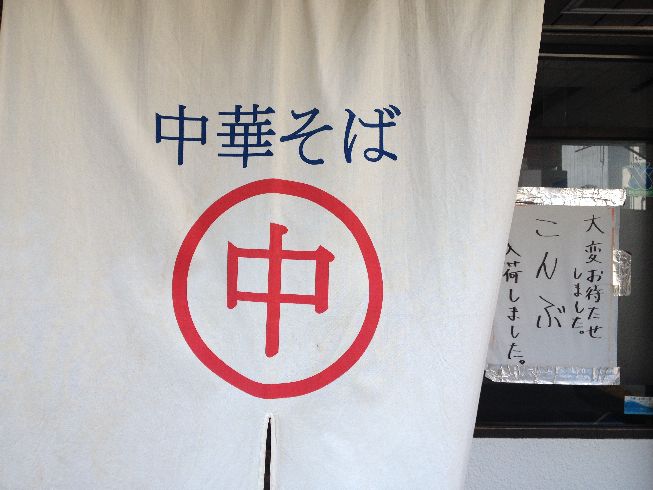 中華そば
中
大変お待たせ
しました。
こんぶ
入荷しました。